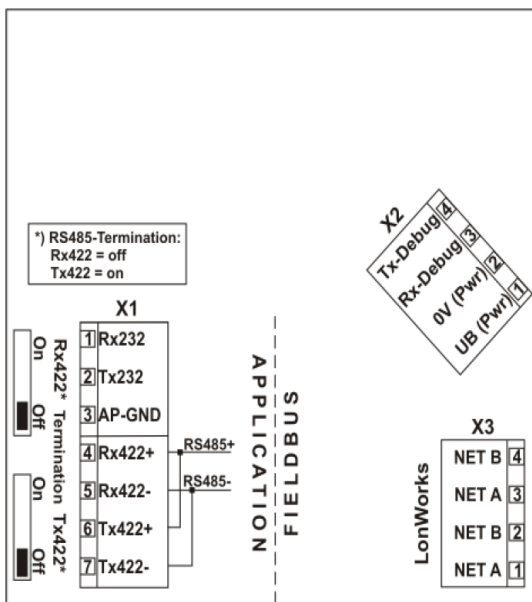 *) RS485-Termination:
Rx422 = off
Tx422 = on
X1
1 Rx232
2 Tx232
3 AP-GND
4 Rx422+
5 Rx422-
6 Tx422+
7 Tx422-
RS485+
RS485-
On
Off
On
Off
Rx422* Termination Tx422*
APPLICATION
FIELDBUS
X2
Tx-Debug 4
Rx-Debug 3
0V (Pwr) 2
UB (Pwr) 1
X3
LonWorks
NET B 4
NET A 3
NET B 2
NET A 1